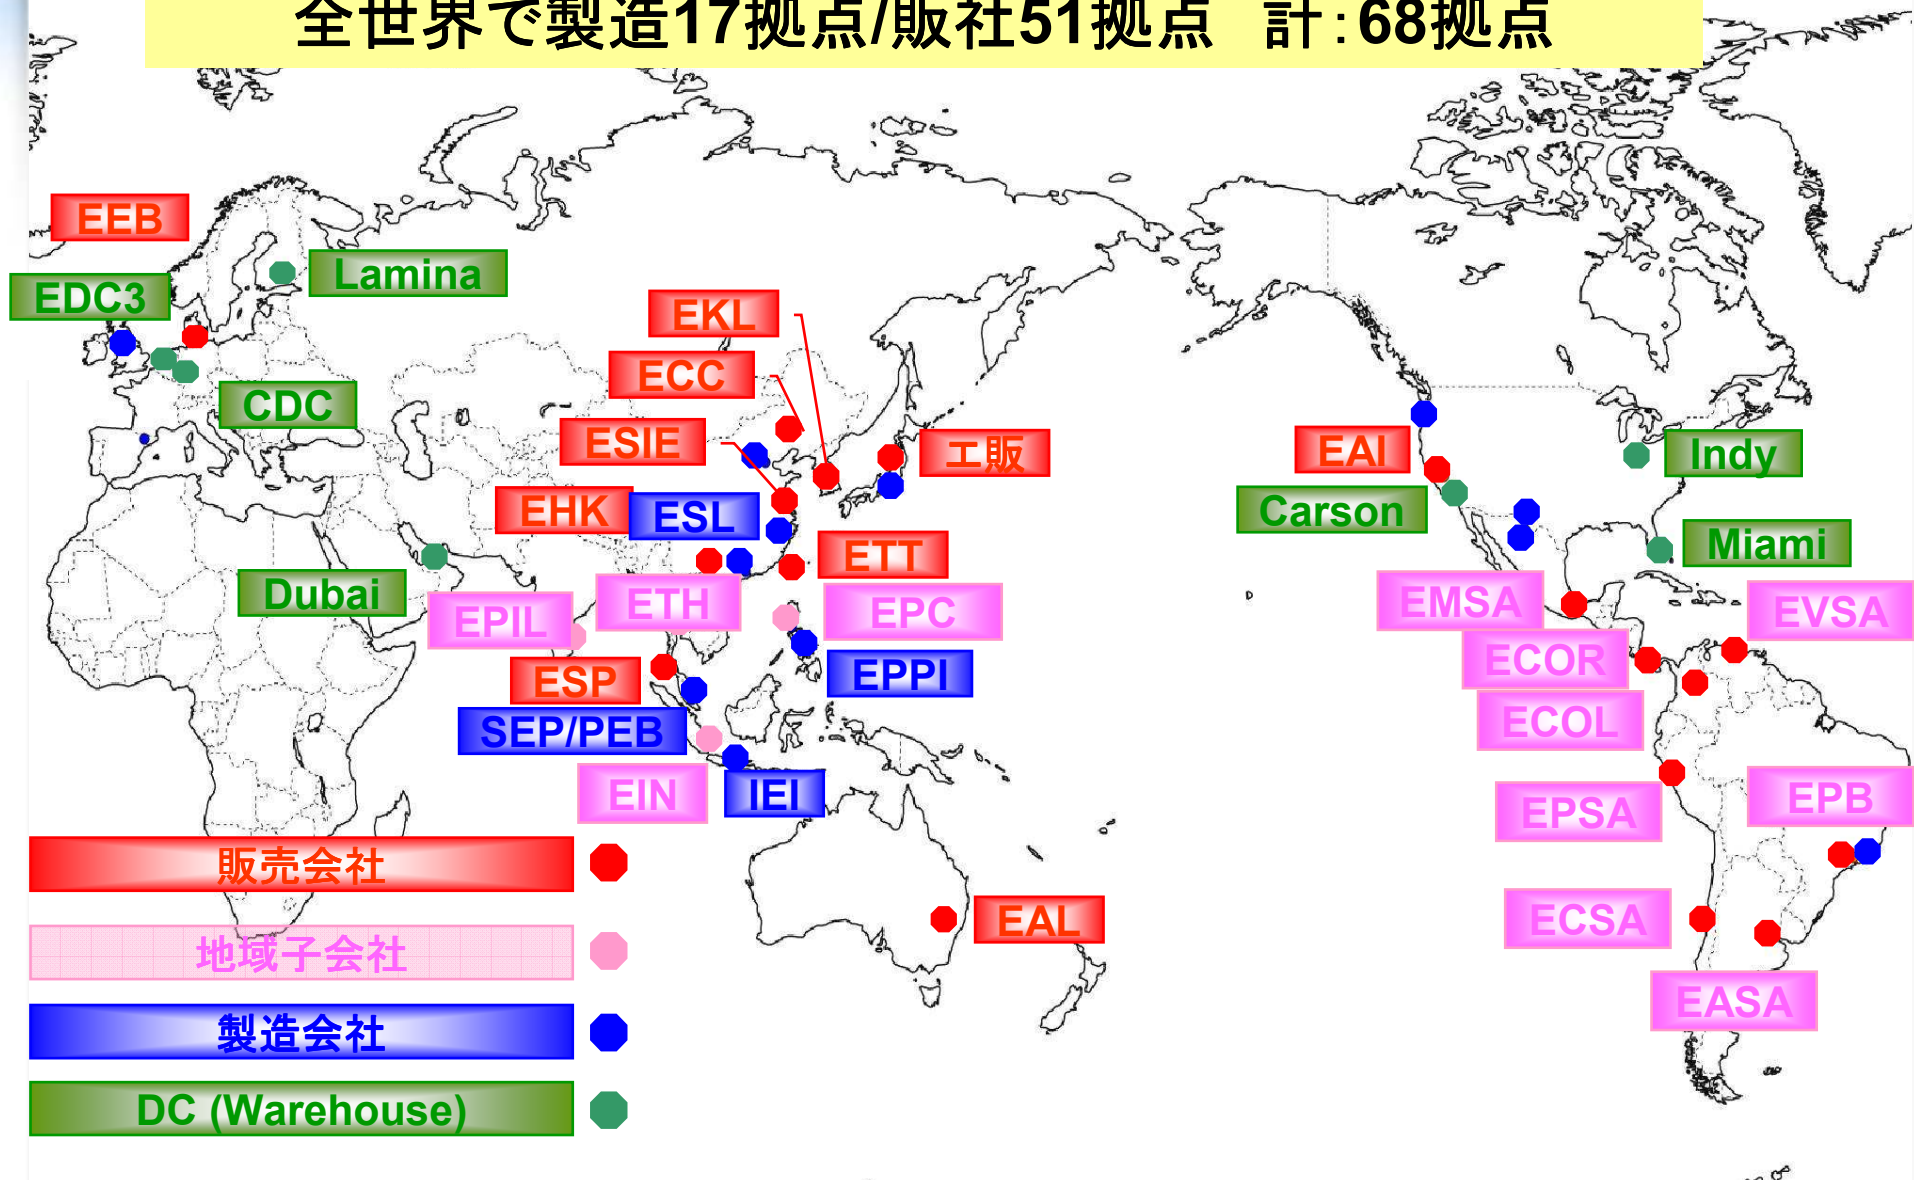 全世界で製造17拠点/販社51拠点　計：68拠点
EEB
Lamina
EDC3
EKL
ECC
CDC
ESIE
工販
EAI
Indy
EHK
ESL
Carson
ETT
Miami
Dubai
EPIL
ETH
EPC
EMSA
EVSA
ECOR
ESP
EPPI
ECOL
SEP/PEB
EIN
IEI
EPSA
EPB
販売会社
EAL
ECSA
地域子会社
EASA
製造会社
DC (Warehouse)